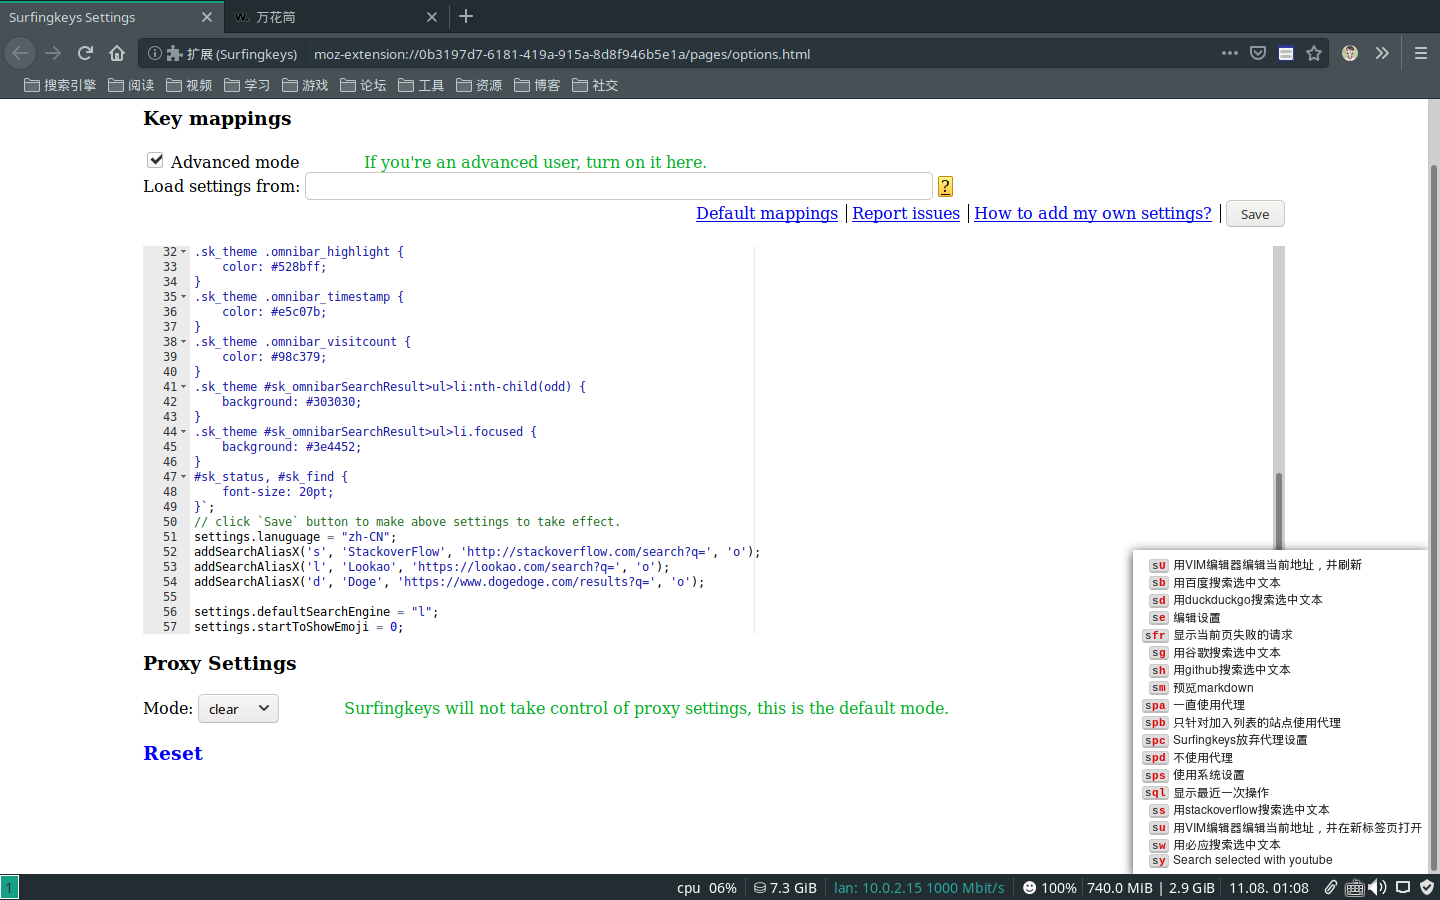 Surfingkeys Settings
W. 万花筒
扩展 (Surfingkeys) moz-extension://0b3197d7-6181-419a-915a-8d8f946b5e1a/pages/options.html
搜索引擎 阅读 视频 学习 游戏 论坛 工具 资源 博客 社交
Key mappings
Advanced mode If you're an advanced user, turn on it here.
Load settings from: ?
Default mappings | Report issues | How to add my own settings? | Save
32 .sk_theme .omnibar_highlight {
33 color: #528bff;
34 }
35 .sk_theme .omnibar_timestamp {
36 color: #e5c07b;
37 }
38 .sk_theme .omnibar_visitcount {
39 color: #98c379;
40 }
41 .sk_theme #sk_omnibarSearchResult>ul>li:nth-child(odd) {
42 background: #303030;
43 }
44 .sk_theme #sk_omnibarSearchResult>ul>li.focused {
45 background: #3e4452;
46 }
47 #sk_status, #sk_find {
48 font-size: 20pt;
49 }`;
50 // click `Save` button to make above settings to take effect.
51 settings.lanuguage = "zh-CN";
52 addSearchAliasX('s', 'StackoverFlow', 'http://stackoverflow.com/search?q=', 'o');
53 addSearchAliasX('l', 'Lookao', 'https://lookao.com/search?q=', 'o');
54 addSearchAliasX('d', 'Doge', 'https://www.dogedoge.com/results?q=', 'o');
55
56 settings.defaultSearchEngine = "l";
57 settings.startToShowEmoji = 0;
Proxy Settings
Mode: clear Surfingkeys will not take control of proxy settings, this is the default mode.
Reset
sU 用VIM编辑器编辑当前地址，并刷新
sb 用百度搜索选中文本
sd 用duckduckgo搜索选中文本
se 编辑设置
sfr 显示当前页失败的请求
sg 用谷歌搜索选中文本
sh 用github搜索选中文本
sm 预览markdown
spa 一直使用代理
spb 只针对加入列表的站点使用代理
spc Surfingkeys放弃代理设置
spd 不使用代理
sps 使用系统设置
sql 显示最近一次操作
ss 用stackoverflow搜索选中文本
su 用VIM编辑器编辑当前地址，并在新标签页打开
sw 用必应搜索选中文本
sy Search selected with youtube
1 cpu 06% 7.3 GiB lan: 10.0.2.15 1000 Mbit/s 100% 740.0 MiB | 2.9 GiB 11.08. 01:08